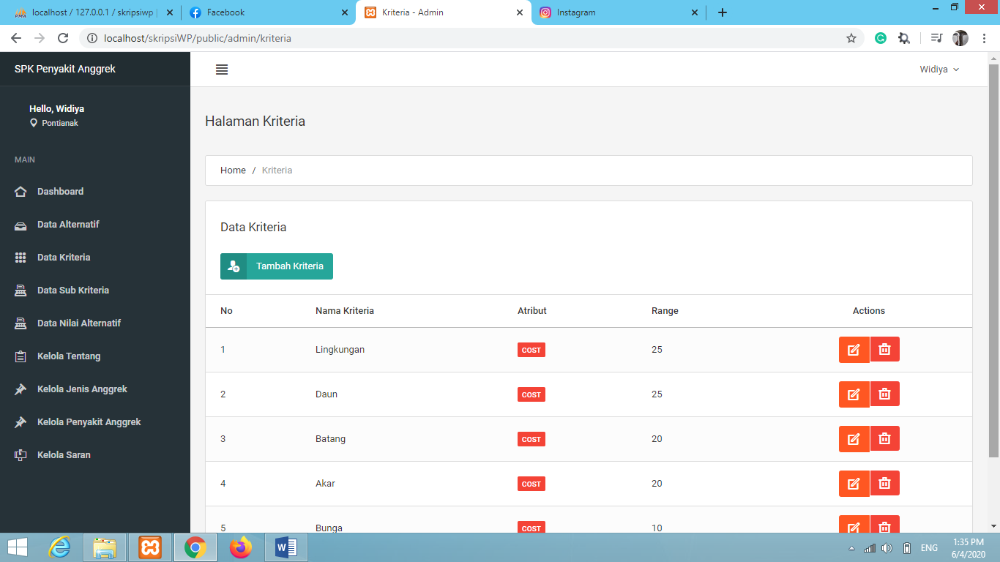 localhost / 127.0.0.1 / skripsiwp |
Facebook
Kriteria - Admin
Instagram
localhost/skripsiWP/public/admin/kriteria
SPK Penyakit Anggrek
Widiya
Hello, Widiya
Pontianak
MAIN
Dashboard
Data Alternatif
Data Kriteria
Data Sub Kriteria
Data Nilai Alternatif
Kelola Tentang
Kelola Jenis Anggrek
Kelola Penyakit Anggrek
Kelola Saran
Halaman Kriteria
Home / Kriteria
Data Kriteria
Tambah Kriteria
No Nama Kriteria Atribut Range Actions
1 Lingkungan COST 25
2 Daun COST 25
3 Batang COST 20
4 Akar COST 20
5 Bunga COST 10
ENG
1:35 PM
6/4/2020